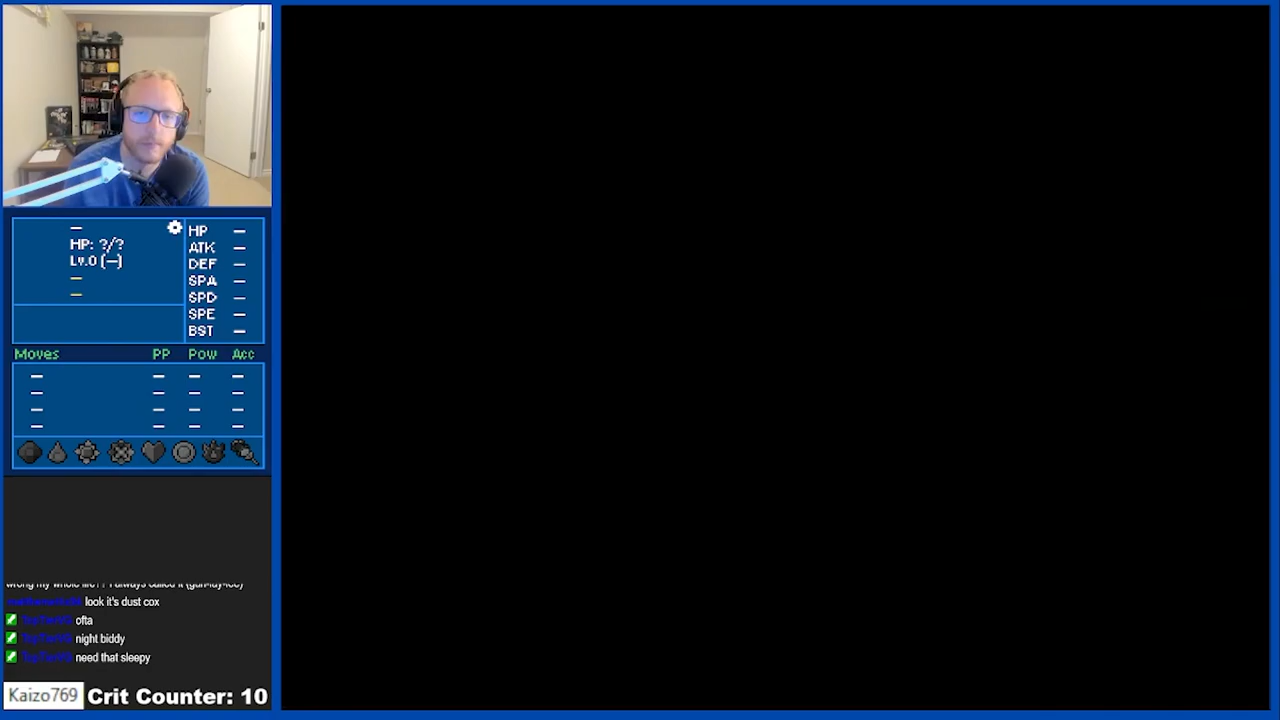 HP: ?/?
Lv.0 (—)
HP —
ATK —
DEF —
SPA —
SPD —
SPE —
BST —
Moves PP Pow Acc
— — — —
— — — —
— — — —
— — — —
look it's dust cox
ofta
night biddy
need that sleepy
Kaizo769 Crit Counter: 10